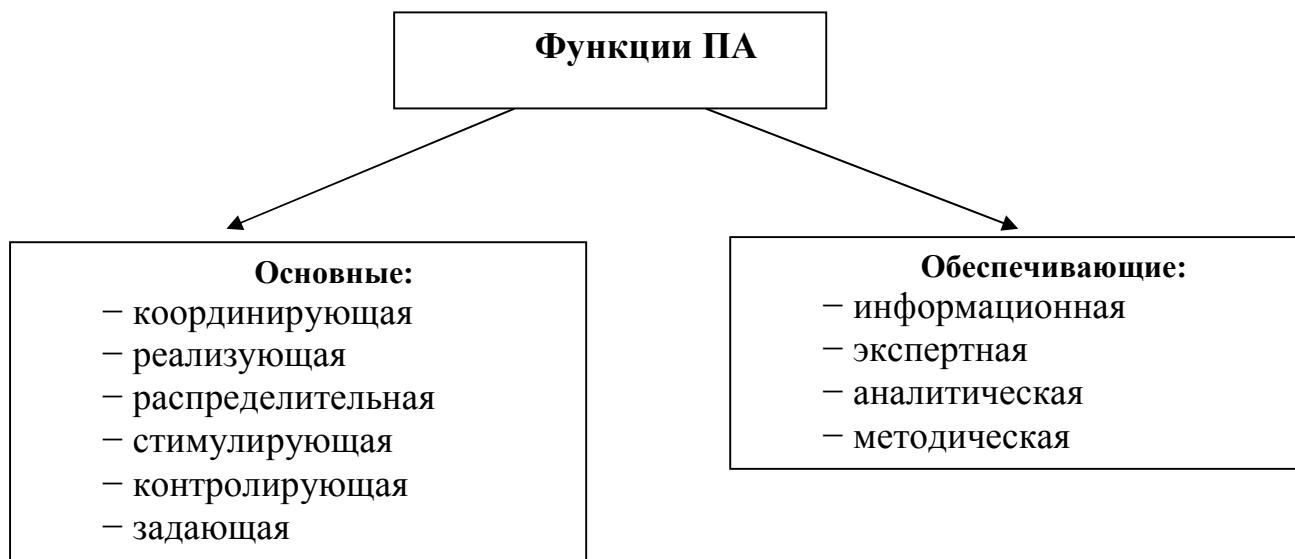 Функции ПА
Основные:
− координирующая
− реализующая
− распределительная
− стимулирующая
− контролирующая
− задающая
Обеспечивающие:
− информационная
− экспертная
− аналитическая
− методическая